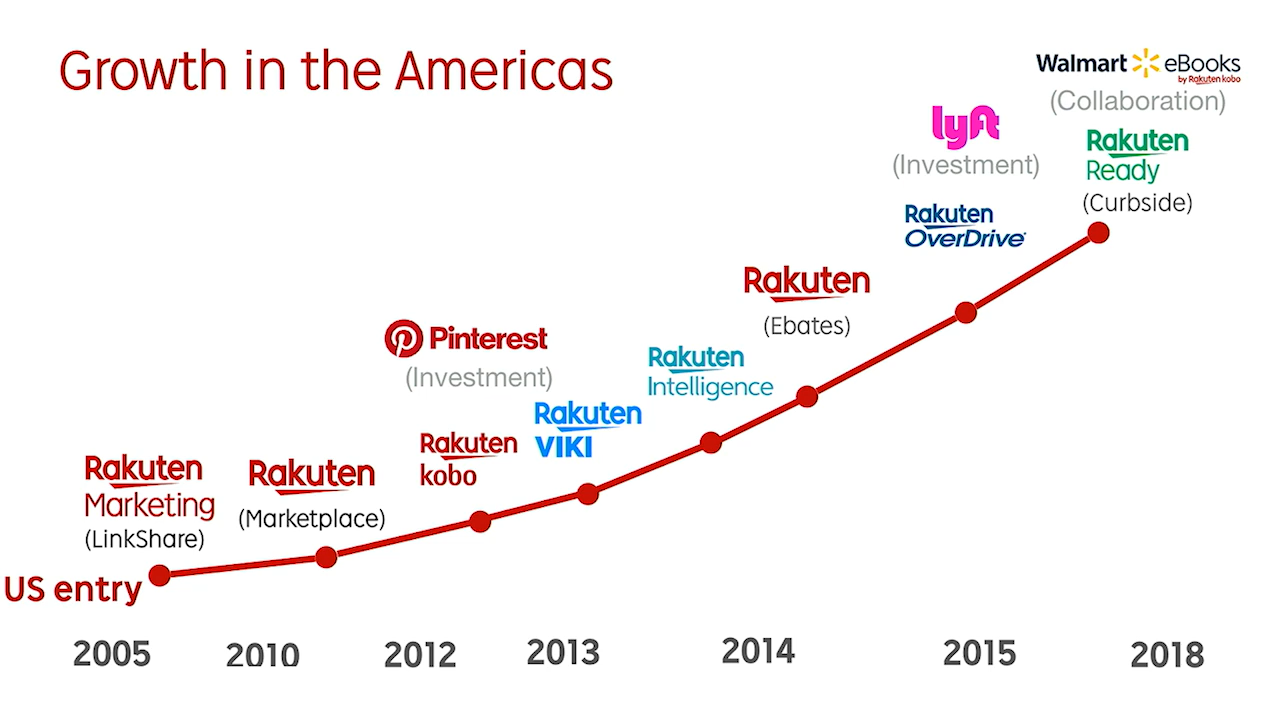 Growth in the Americas
Walmart eBooks
by Rakuten kobo
(Collaboration)
lyft
(Investment)
Rakuten
Ready
(Curbside)
Rakuten
OverDrive
Rakuten
(Ebates)
Pinterest
(Investment)
Rakuten
Intelligence
Rakuten
VIKI
Rakuten
kobo
Rakuten
Marketing
(LinkShare)
Rakuten
(Marketplace)
US entry
2005 2010 2012 2013 2014 2015 2018